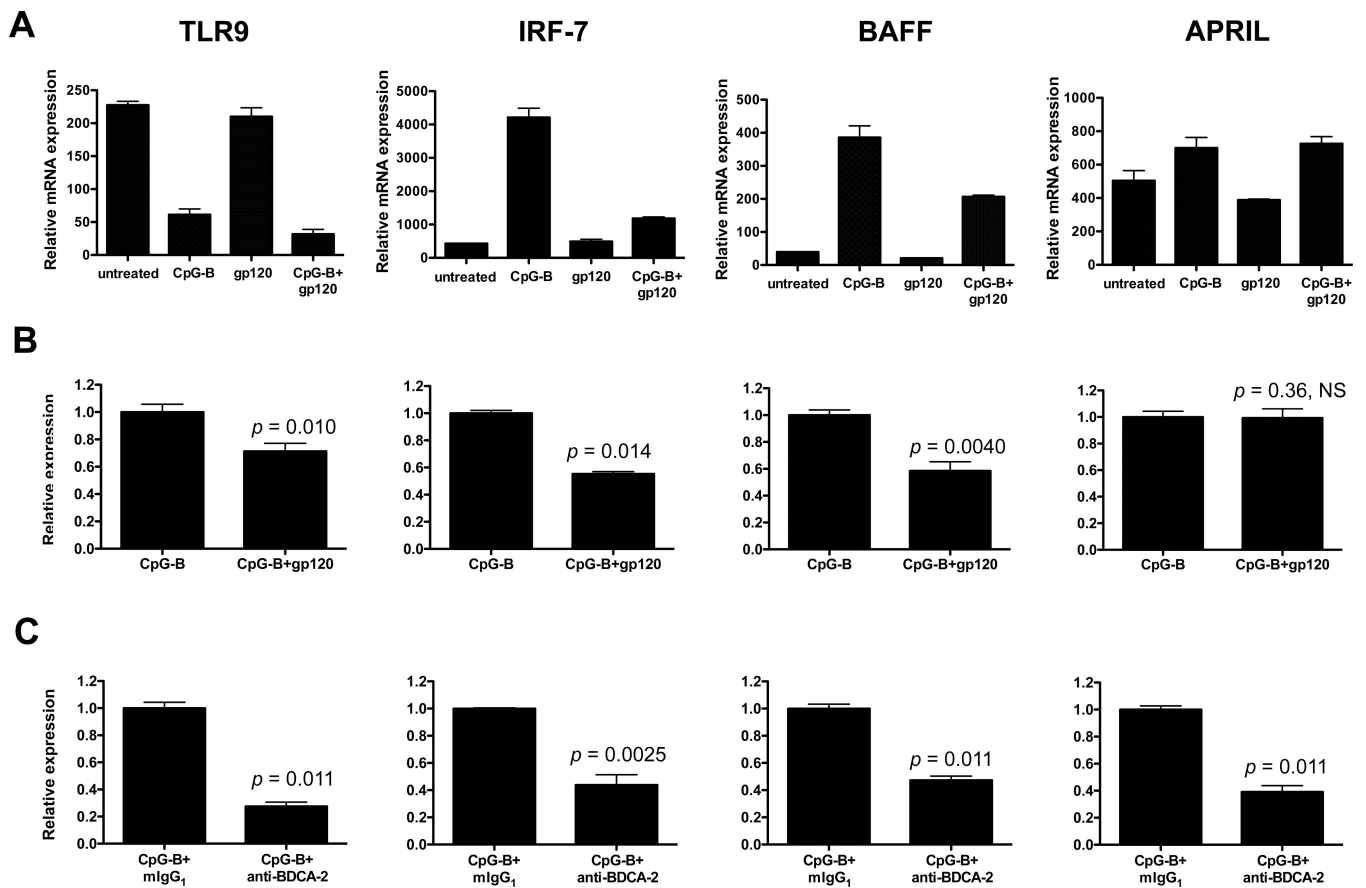 A
TLR9
IRF-7
BAFF
APRIL
Relative mRNA expression
250
200
150
100
50
0
untreated
CpG-B
gp120
CpG-B+
gp120
Relative mRNA expression
5000
4000
3000
2000
1000
0
untreated
CpG-B
gp120
CpG-B+
gp120
Relative mRNA expression
500
400
300
200
100
0
untreated
CpG-B
gp120
CpG-B+
gp120
Relative mRNA expression
1000
800
600
400
200
0
untreated
CpG-B
gp120
CpG-B+
gp120
B
Relative expression
1.2
1.0
0.8
0.6
0.4
0.2
0.0
p = 0.010
CpG-B
CpG-B+gp120
1.2
1.0
0.8
0.6
0.4
0.2
0.0
p = 0.014
CpG-B
CpG-B+gp120
1.2
1.0
0.8
0.6
0.4
0.2
0.0
p = 0.0040
CpG-B
CpG-B+gp120
1.2
1.0
0.8
0.6
0.4
0.2
0.0
p = 0.36, NS
CpG-B
CpG-B+gp120
C
Relative expression
1.2
1.0
0.8
0.6
0.4
0.2
0.0
p = 0.011
CpG-B+
mIgG1
CpG-B+
anti-BDCA-2
1.2
1.0
0.8
0.6
0.4
0.2
0.0
p = 0.0025
CpG-B+
mIgG1
CpG-B+
anti-BDCA-2
1.2
1.0
0.8
0.6
0.4
0.2
0.0
p = 0.011
CpG-B+
mIgG1
CpG-B+
anti-BDCA-2
1.2
1.0
0.8
0.6
0.4
0.2
0.0
p = 0.011
CpG-B+
mIgG1
CpG-B+
anti-BDCA-2